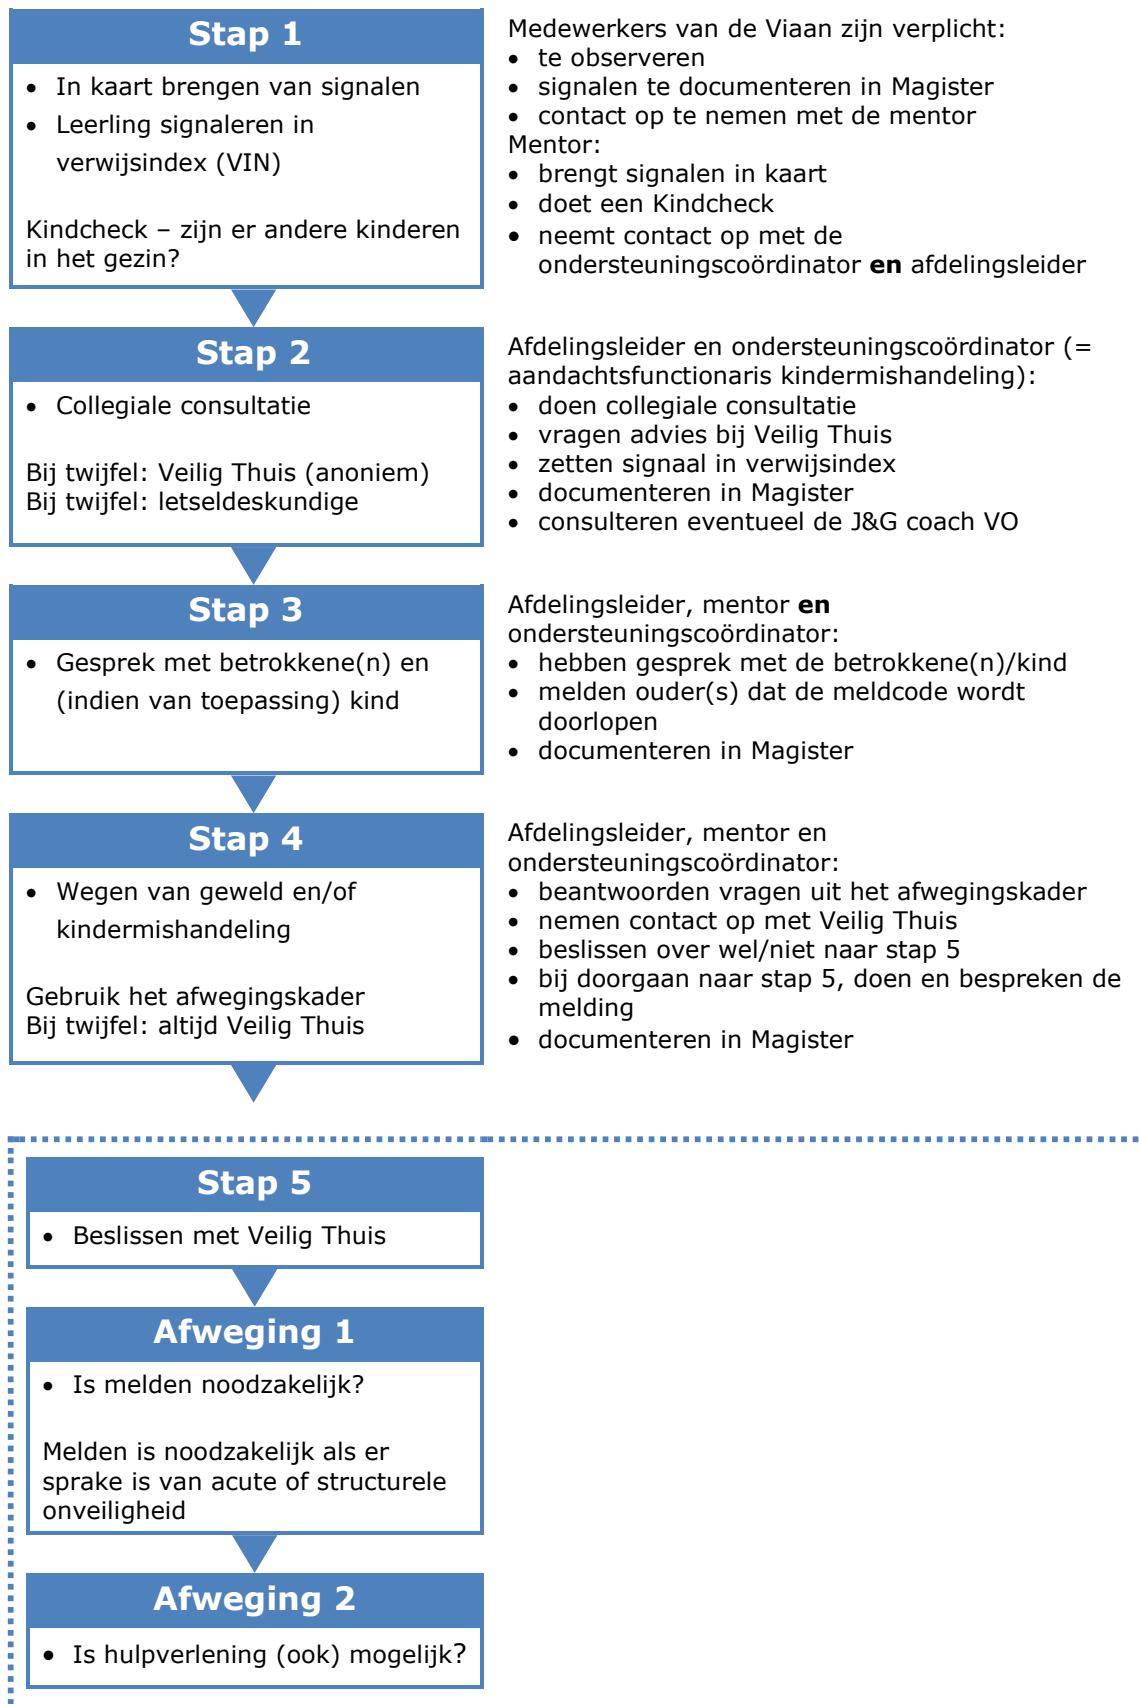 Stap 1
• In kaart brengen van signalen
• Leerling signaleren in
verwijsindex (VIN)
Kindcheck – zijn er andere kinderen
in het gezin?
Medewerkers van de Viaan zijn verplicht:
• te observeren
• signalen te documenteren in Magister
• contact op te nemen met de mentor
Mentor:
• brengt signalen in kaart
• doet een Kindcheck
• neemt contact op met de
ondersteuningscoördinator en afdelingsleider
Stap 2
• Collegiale consultatie
Bij twijfel: Veilig Thuis (anoniem)
Bij twijfel: letseldeskundige
Afdelingsleider en ondersteuningscoördinator (=
aandachtsfunctionaris kindermishandeling):
• doen collegiale consultatie
• vragen advies bij Veilig Thuis
• zetten signaal in verwijsindex
• documenteren in Magister
• consulteren eventueel de J&G coach VO
Stap 3
• Gesprek met betrokkene(n) en
(indien van toepassing) kind
Afdelingsleider, mentor en
ondersteuningscoördinator:
• hebben gesprek met de betrokkene(n)/kind
• melden ouder(s) dat de meldcode wordt
doorlopen
• documenteren in Magister
Stap 4
• Wegen van geweld en/of
kindermishandeling
Gebruik het afwegingskader
Bij twijfel: altijd Veilig Thuis
Afdelingsleider, mentor en
ondersteuningscoördinator:
• beantwoorden vragen uit het afwegingskader
• nemen contact op met Veilig Thuis
• beslissen over wel/niet naar stap 5
• bij doorgaan naar stap 5, doen en bespreken de
melding
• documenteren in Magister
Stap 5
• Beslissen met Veilig Thuis
Afweging 1
• Is melden noodzakelijk?
Melden is noodzakelijk als er
sprake is van acute of structurele
onveiligheid
Afweging 2
• Is hulpverlening (ook) mogelijk?